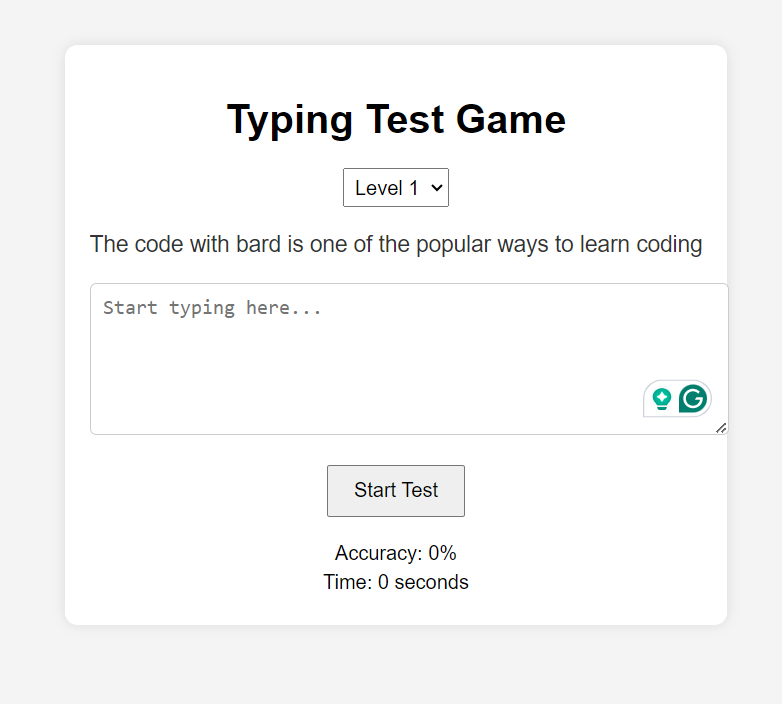 Typing Test Game
Level 1
The code with bard is one of the popular ways to learn coding
Start typing here...
Start Test
Accuracy: 0%
Time: 0 seconds